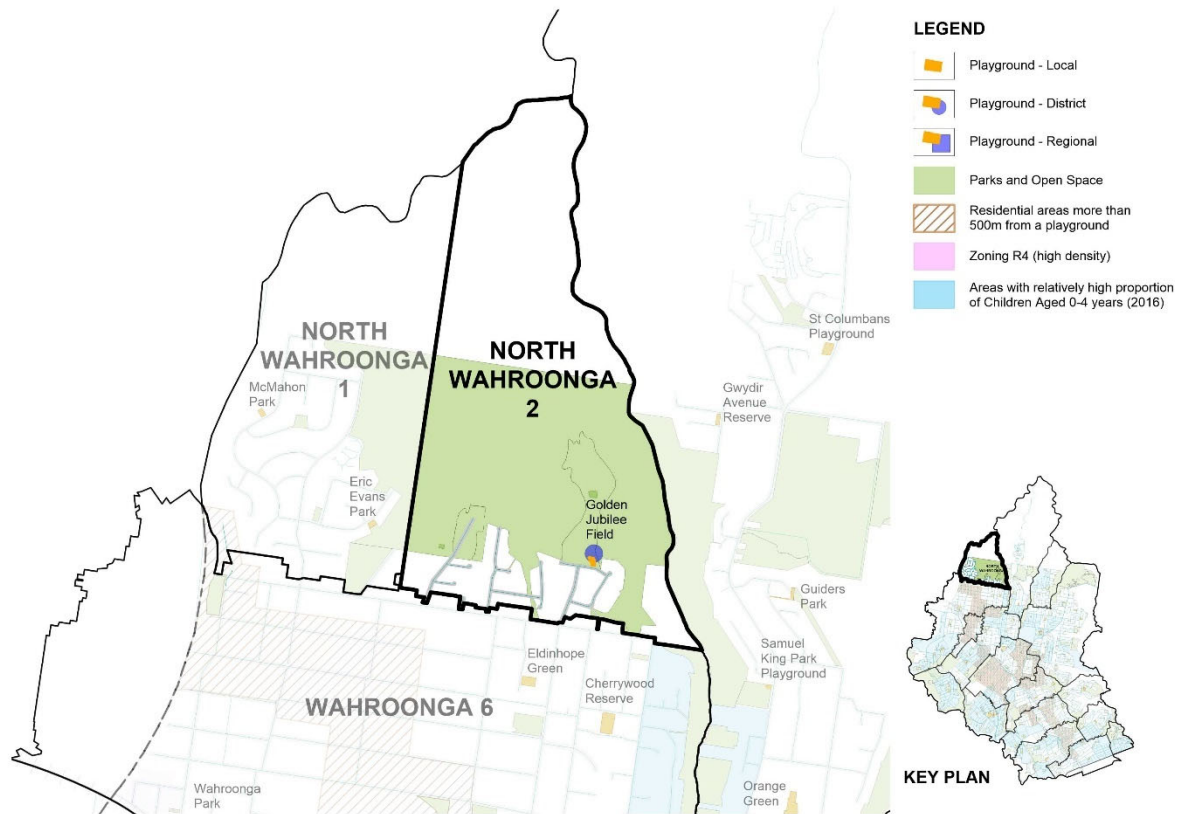 LEGEND
Playground - Local
Playground - District
Playground - Regional
Parks and Open Space
Residential areas more than
500m from a playground
Zoning R4 (high density)
Areas with relatively high proportion
of Children Aged 0-4 years (2016)
NORTH
WAHROONGA
1
McMahon
Park
Eric
Evans
Park
NORTH
WAHROONGA
2
Golden
Jubilee
Field
St Columbans
Playground
Gwydir
Avenue
Reserve
Guiders
Park
Samuel
King Park
Playground
Eldinhope
Green
Cherrywood
Reserve
WAHROONGA 6
Wahroonga
Park
Orange
Green
KEY PLAN